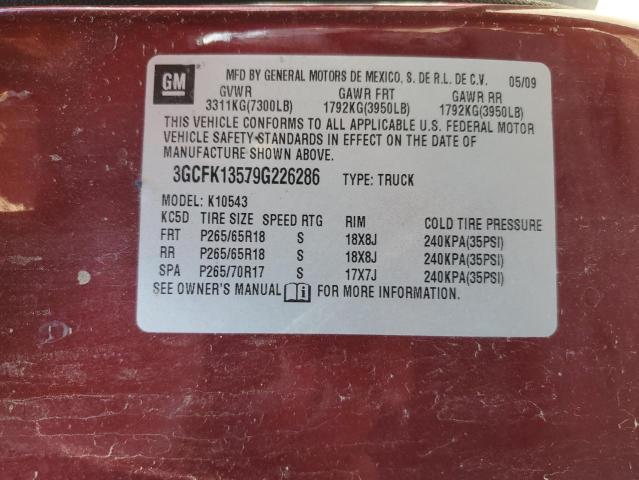 GM
MFD BY GENERAL MOTORS DE MEXICO, S. DE R.L. DE C.V. 05/09
GVWR GAWR FRT GAWR RR
3311KG(7300LB) 1792KG(3950LB) 1792KG(3950LB)
THIS VEHICLE CONFORMS TO ALL APPLICABLE U.S. FEDERAL MOTOR
VEHICLE SAFETY STANDARDS IN EFFECT ON THE DATE OF
MANUFACTURE SHOWN ABOVE.
3GCFK13579G226286 TYPE: TRUCK
MODEL: K10543
KC5D TIRE SIZE SPEED RTG RIM COLD TIRE PRESSURE
FRT P265/65R18 S 18X8J 240KPA(35PSI)
RR P265/65R18 S 18X8J 240KPA(35PSI)
SPA P265/70R17 S 17X7J 240KPA(35PSI)
SEE OWNER'S MANUAL FOR MORE INFORMATION.